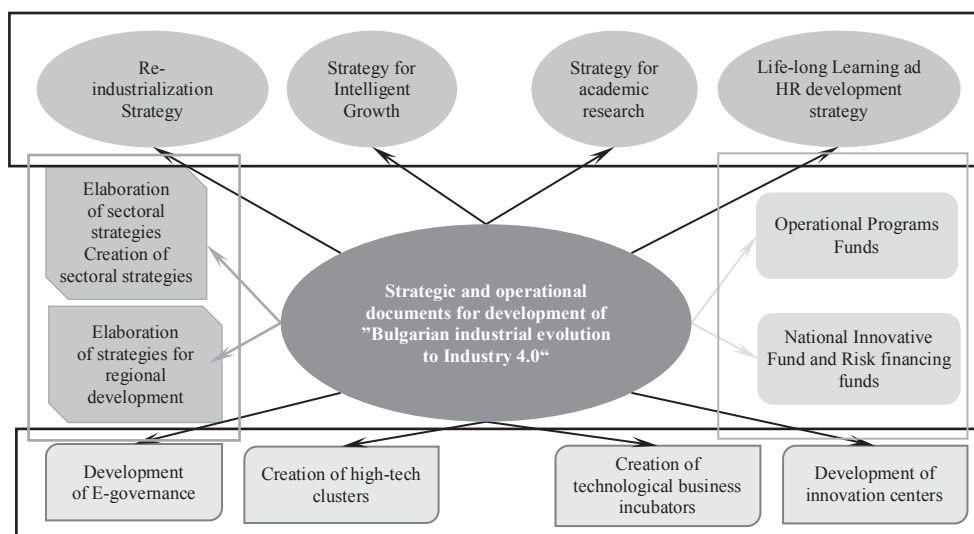 Re-
industrialization
Strategy
Strategy for
Intelligent
Growth
Strategy for
academic
research
Life-long Learning ad
HR development
strategy
Elaboration
of sectoral
strategies
Creation of
sectoral strategies
Operational Programs
Funds
Strategic and operational
documents for development of
”Bulgarian industrial evolution
to Industry 4.0“
Elaboration
of strategies for
regional
development
National Innovative
Fund and Risk financing
funds
Development
of E-governance
Creation of high-tech
clusters
Creation of
technological business
incubators
Development of
innovation centers